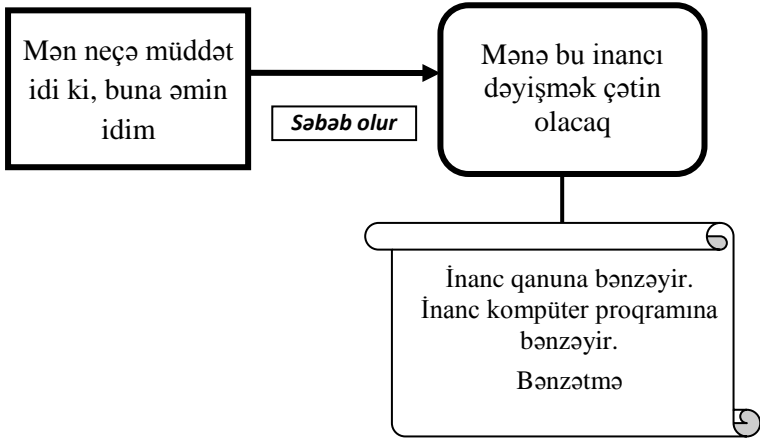 Mən neçə müddət
idi ki, buna əmin
idim
Səbəb olur
Mənə bu inancı
dəyişmək çətin
olacaq
İnanc qanuna bənzəyir.
İnanc kompüter proqramına
bənzəyir.
Bənzətmə